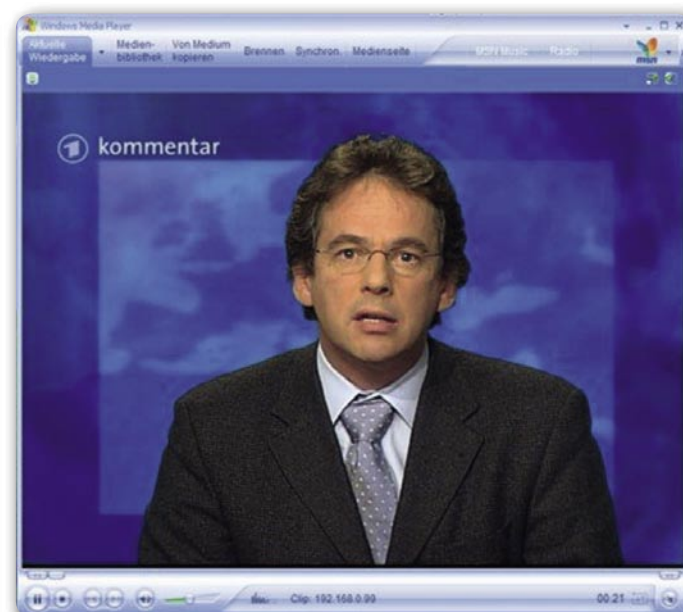 Windows Media Player
Aktuelle Wiedergabe
Medien-bibliothek
Von Medium kopieren
Brennen
Synchron.
Medienseite
MSN Music
Radio
msn
kommentar
Clip: 192.168.0.99
00:21